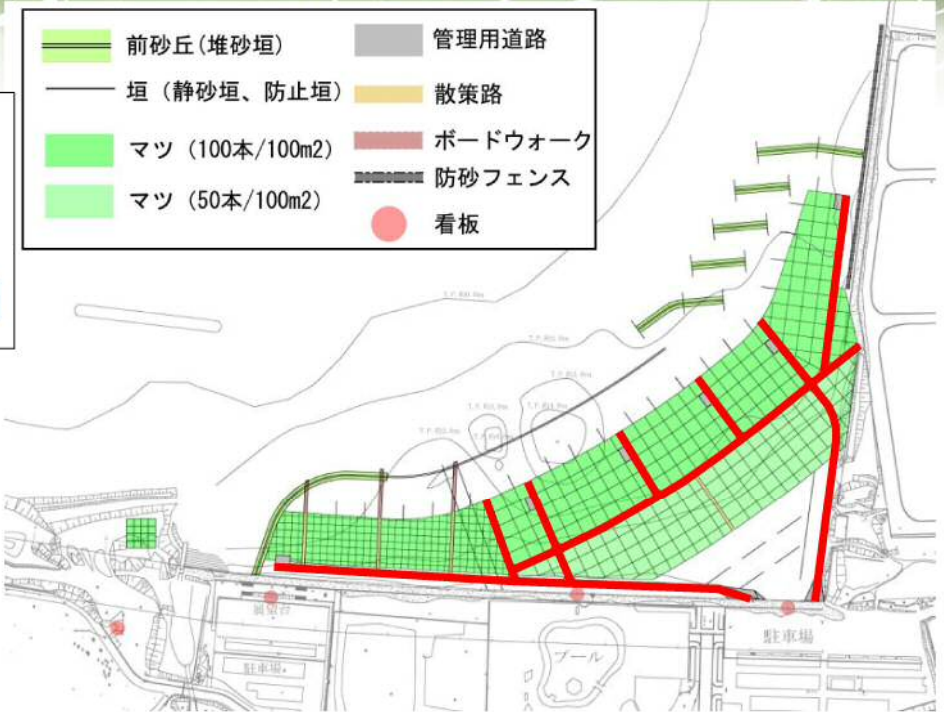 前砂丘(堆砂垣)
垣（静砂垣、防止垣）
マツ（100本/100m2）
マツ（50本/100m2）
管理用道路
散策路
ボードウォーク
防砂フェンス
看板
プール
駐車場
駐車場